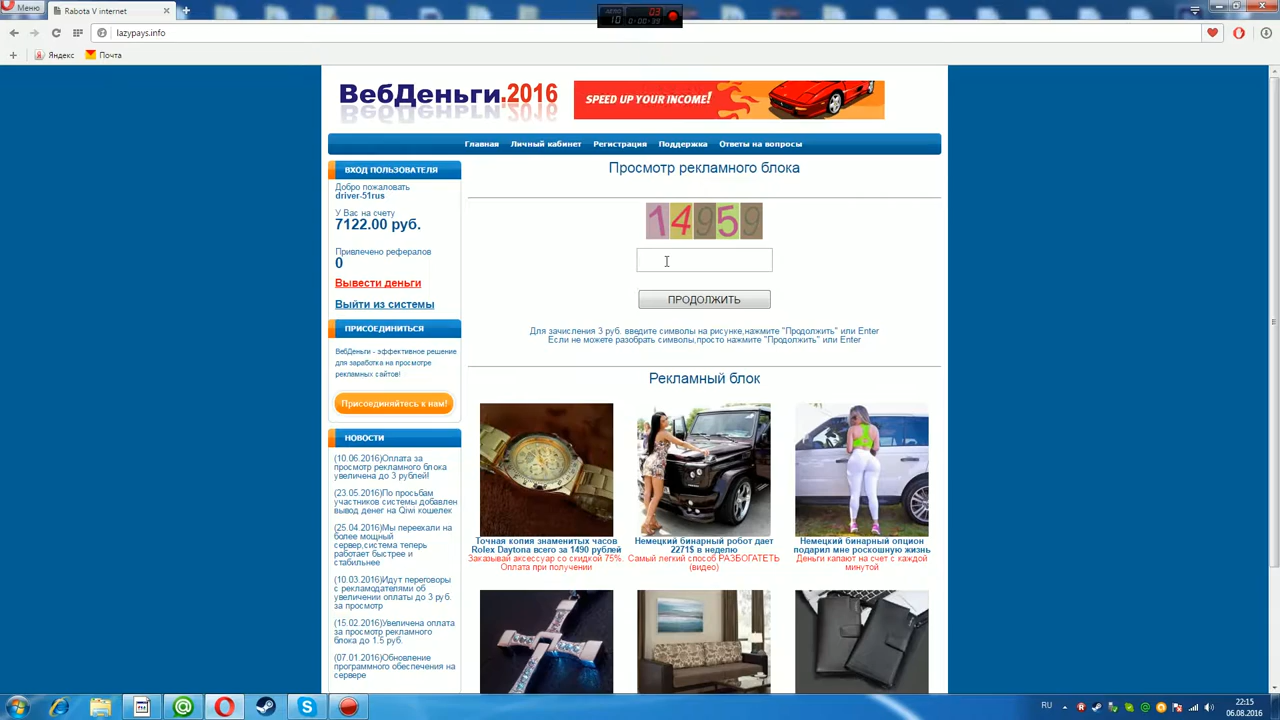 Меню
Rabota V internet
lazypays.info
Яндекс
Почта
ВебДеньги.2016
SPEED UP YOUR INCOME!
Главная
Личный кабинет
Регистрация
Поддержка
Ответы на вопросы
ВХОД ПОЛЬЗОВАТЕЛЯ
Добро пожаловать
driver-51rus
У Вас на счету
7122.00 руб.
Привлечено рефералов
0
Вывести деньги
Выйти из системы
ПРИСОЕДИНИТЬСЯ
ВебДеньги - эффективное решение
для заработка на просмотре
рекламных сайтов!
Присоединяйтесь к нам!
НОВОСТИ
(10.06.2016)Оплата за
просмотр рекламного блока
увеличена до 3 рублей!
(23.05.2016)По просьбам
участников системы добавлен
вывод денег на Qiwi кошелек
(25.04.2016)Мы переехали на
более мощный
сервер,система теперь
работает быстрее и
стабильнее
(10.03.2016)Идут переговоры
с рекламодателями об
увеличении оплаты до 3 руб.
за просмотр
(15.02.2016)Увеличена оплата
за просмотр рекламного
блока до 1.5 руб.
(07.01.2016)Обновление
программного обеспечения на
сервере
Просмотр рекламного блока
14959
ПРОДОЛЖИТЬ
Для зачисления 3 руб. введите символы на рисунке,нажмите "Продолжить" или Enter
Если не можете разобрать символы,просто нажмите "Продолжить" или Enter
Рекламный блок
Точная копия знаменитых часов
Rolex Daytona всего за 1490 рублей
Заказывай аксессуар со скидкой 75%.
Оплата при получении
Немецкий бинарный робот дает
2271$ в неделю
Самый легкий способ РАЗБОГАТЕТЬ
(видео)
Немецкий бинарный опцион
подарил мне роскошную жизнь
Деньги капают на счет с каждой
минутой
RU
22:15
06.08.2016